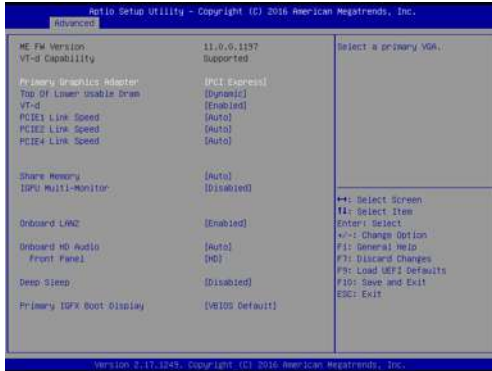 Aptio Setup Utility - Copyright (C) 2016 American Megatrends, Inc.
Advanced
ME FW Version 11.0.0.1197
VT-d Capability Supported
Primary Graphics Adapter [PCI Express]
Top Of Lower Usable Dram [Dynamic]
VT-d [Enabled]
PCIE1 Link Speed [Auto]
PCIE2 Link Speed [Auto]
PCIE4 Link Speed [Auto]
Share Memory [Auto]
IGPU Multi-Monitor [Disabled]
Onboard LAN2 [Enabled]
Onboard HD Audio [Auto]
Front Panel [HD]
Deep Sleep [Disabled]
Primary IGFX Boot Display [VBIOS Default]
Select a primary VGA.
↔: Select Screen
↑↓: Select Item
Enter: Select
+/-: Change Option
F1: General Help
F7: Discard Changes
F9: Load UEFI Defaults
F10: Save and Exit
ESC: Exit
Version 2.17.1249. Copyright (C) 2016 American Megatrends, Inc.